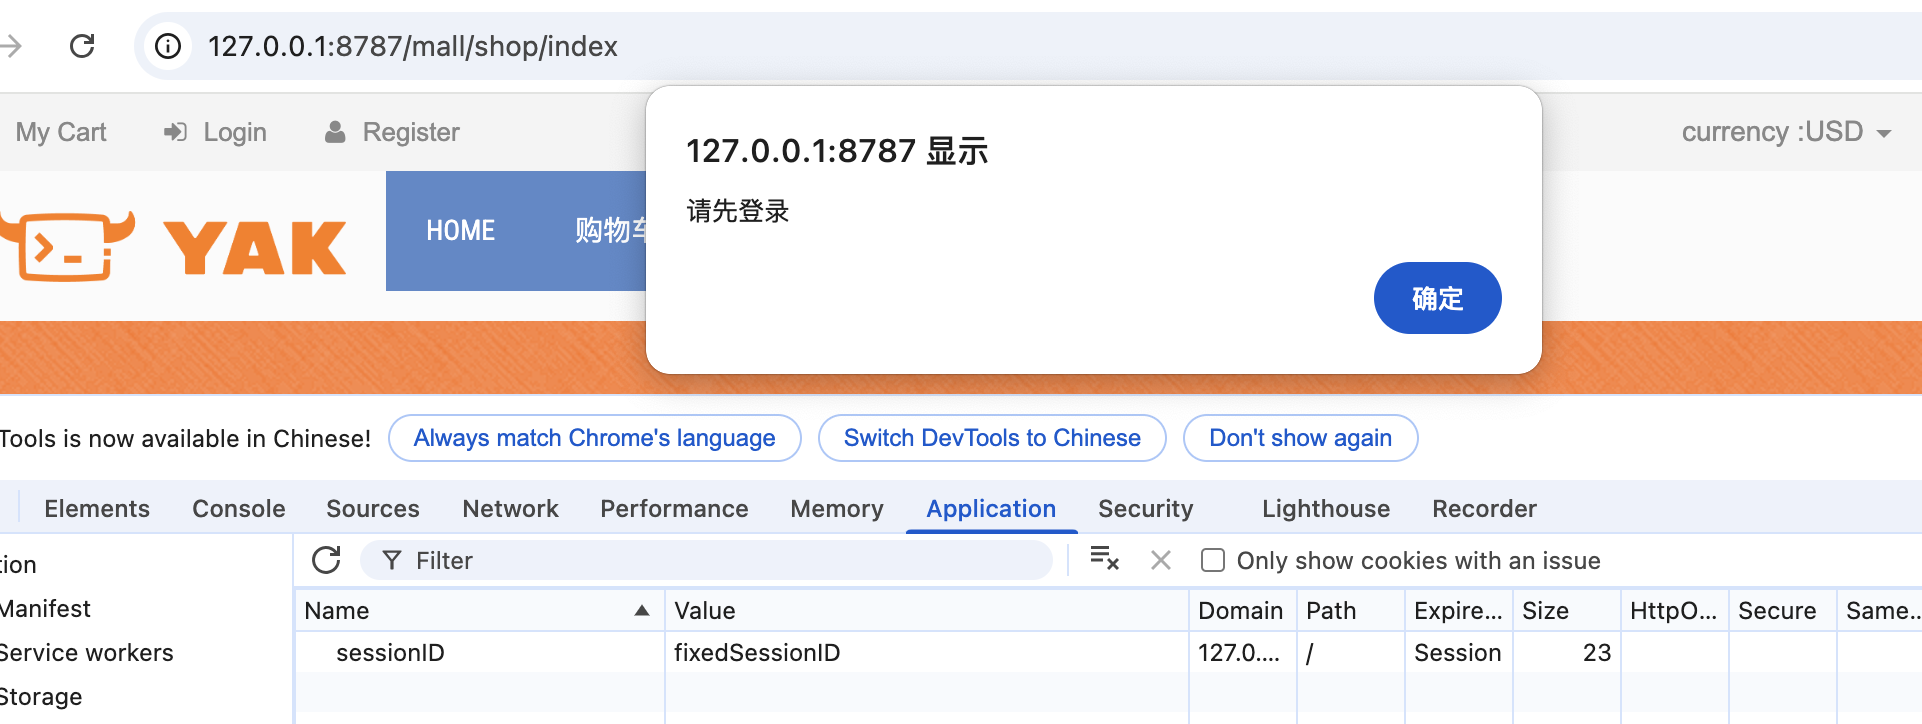 127.0.0.1:8787/mall/shop/index
My Cart Login Register currency :USD
127.0.0.1:8787 显示
请先登录
确定
YAK HOME 购物车
Tools is now available in Chinese! Always match Chrome's language Switch DevTools to Chinese Don't show again
Elements Console Sources Network Performance Memory Application Security Lighthouse Recorder
tion
Manifest
Service workers
Storage
Filter Only show cookies with an issue
Name Value Domain Path Expire... Size HttpO... Secure Same...
sessionID fixedSessionID 127.0.... / Session 23